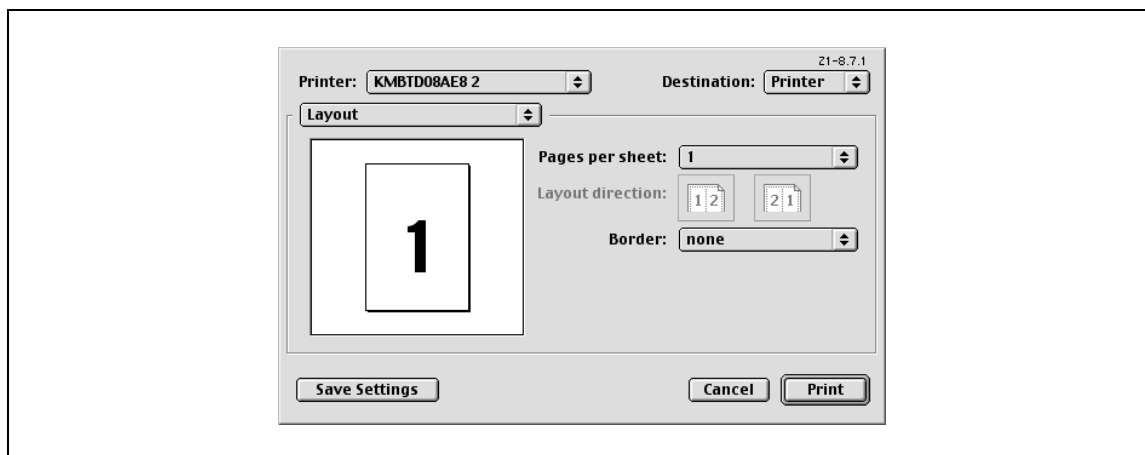 Z1-8.7.1
Printer: KMBTD08AE8 2 Destination: Printer
Layout
Pages per sheet: 1
Layout direction: 1 2 2 1
Border: none
1
Save Settings Cancel Print